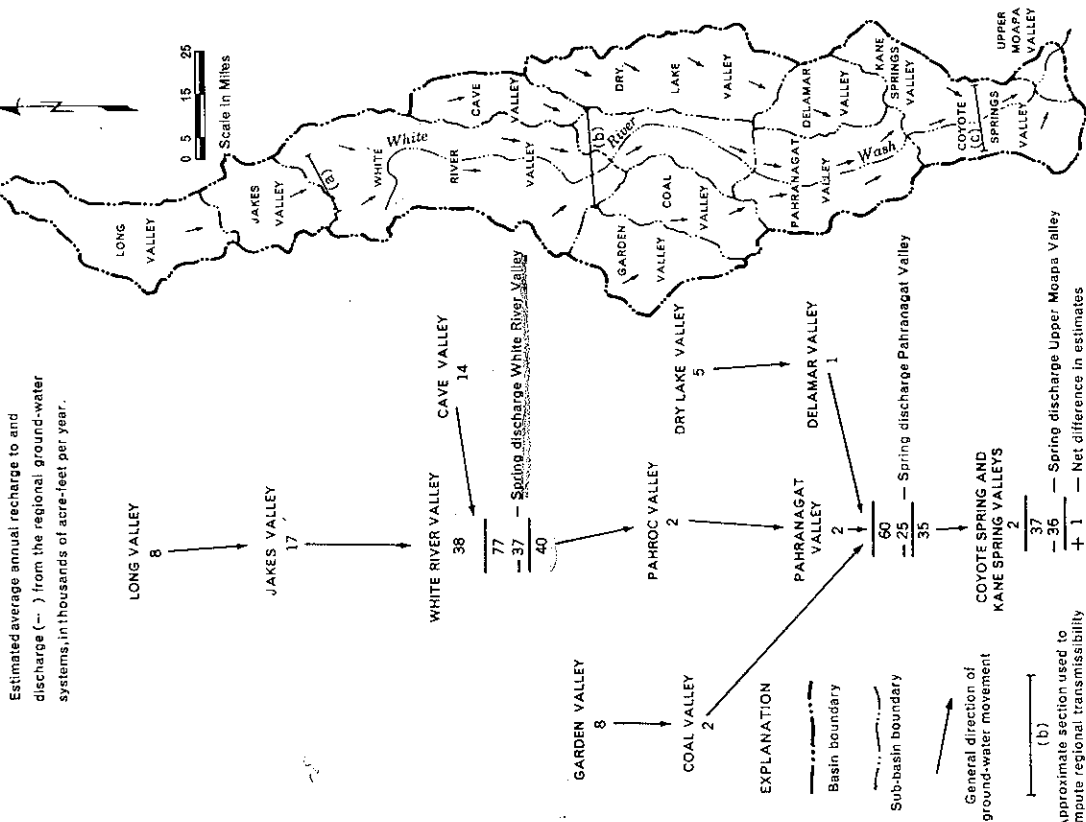 Estimated average annual recharge to and
discharge (--) from the regional ground-water
systems, in thousands of acre-feet per year.
LONG VALLEY
8
JAKES VALLEY
17
WHITE RIVER VALLEY
38
CAVE VALLEY
14
77
-37 — Spring discharge White River Valley
40
GARDEN VALLEY
8
COAL VALLEY
2
PAHROC VALLEY
2
DRY LAKE VALLEY
5
DELAMAR VALLEY
1
PAHRANAGAT
VALLEY
2
60
-25 — Spring discharge Pahranagat Valley
35
COYOTE SPRING AND
KANE SPRING VALLEYS
2
37
-36 — Spring discharge Upper Moapa Valley
+ 1 — Net difference in estimates
EXPLANATION
Basin boundary
Sub-basin boundary
General direction of
ground-water movement
(b)
Approximate section used to
mpute regional transmissibility
N
0 5 15 25
Scale in Miles
LONG
VALLEY
JAKES
VALLEY
(a)
WHITE
White
RIVER
VALLEY
CAVE
VALLEY
(b)
River
DRY
LAKE
VALLEY
GARDEN
VALLEY
COAL
VALLEY
PAHRANAGAT
VALLEY
DELAMAR
VALLEY
Wash
KANE
SPRINGS
VALLEY
COYOTE
(c)
SPRINGS
VALLEY
UPPER
MOAPA
VALLEY